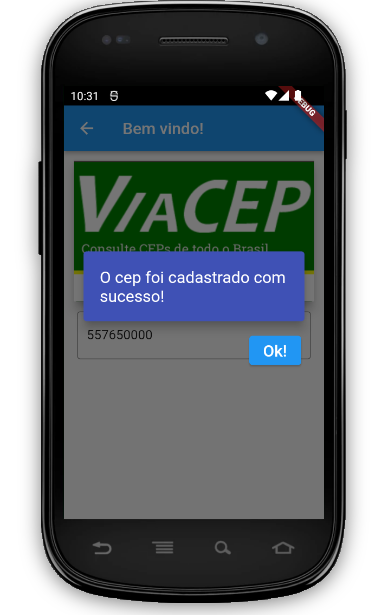 10:31
DEBUG
Bem vindo!
VIACEP
Consulte CEPs de todo o Brasil
O cep foi cadastrado com
sucesso!
557650000
Ok!